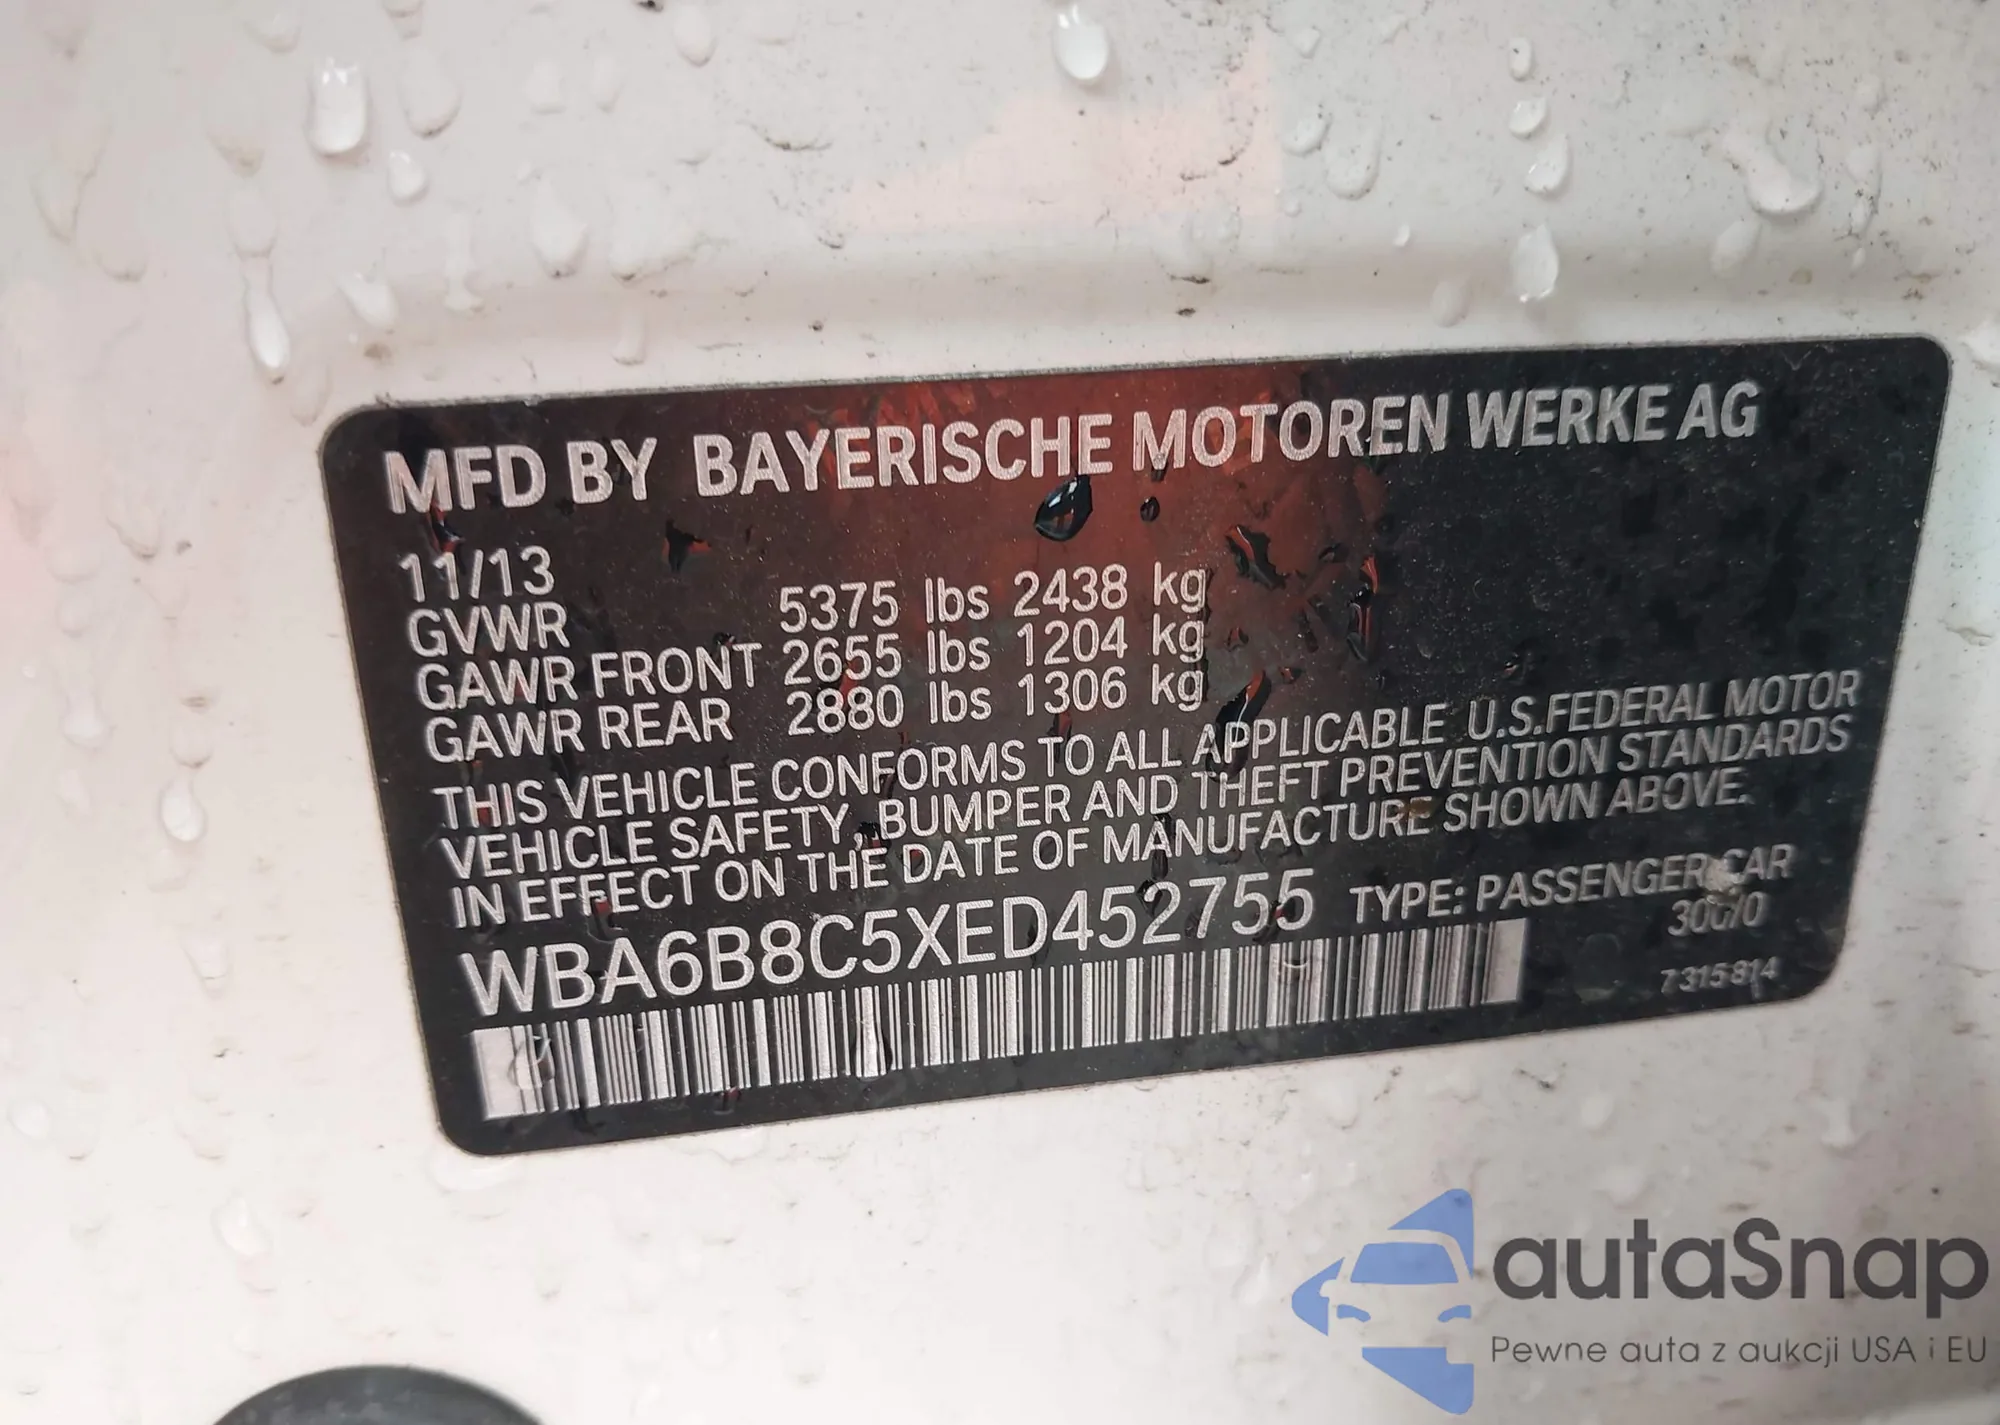 MFD BY BAYERISCHE MOTOREN WERKE AG
11/13
GVWR 5375 lbs 2438 kg
GAWR FRONT 2655 lbs 1204 kg
GAWR REAR 2880 lbs 1306 kg
THIS VEHICLE CONFORMS TO ALL APPLICABLE U.S.FEDERAL MOTOR
VEHICLE SAFETY, BUMPER AND THEFT PREVENTION STANDARDS
IN EFFECT ON THE DATE OF MANUFACTURE SHOWN ABOVE.
WBA6B8C5XED452755 TYPE: PASSENGER CAR
7315814
autaSnap
Pewne auta z aukcji USA i EU